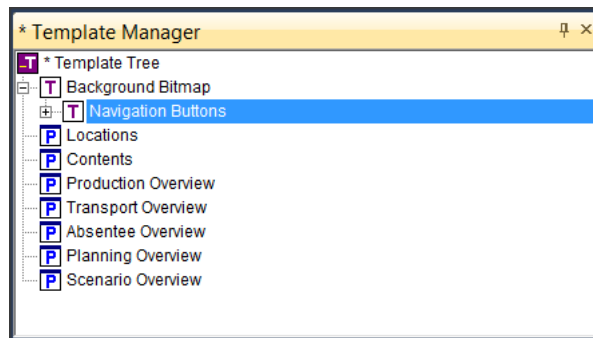 * Template Manager
* Template Tree
T Background Bitmap
T Navigation Buttons
P Locations
P Contents
P Production Overview
P Transport Overview
P Absentee Overview
P Planning Overview
P Scenario Overview